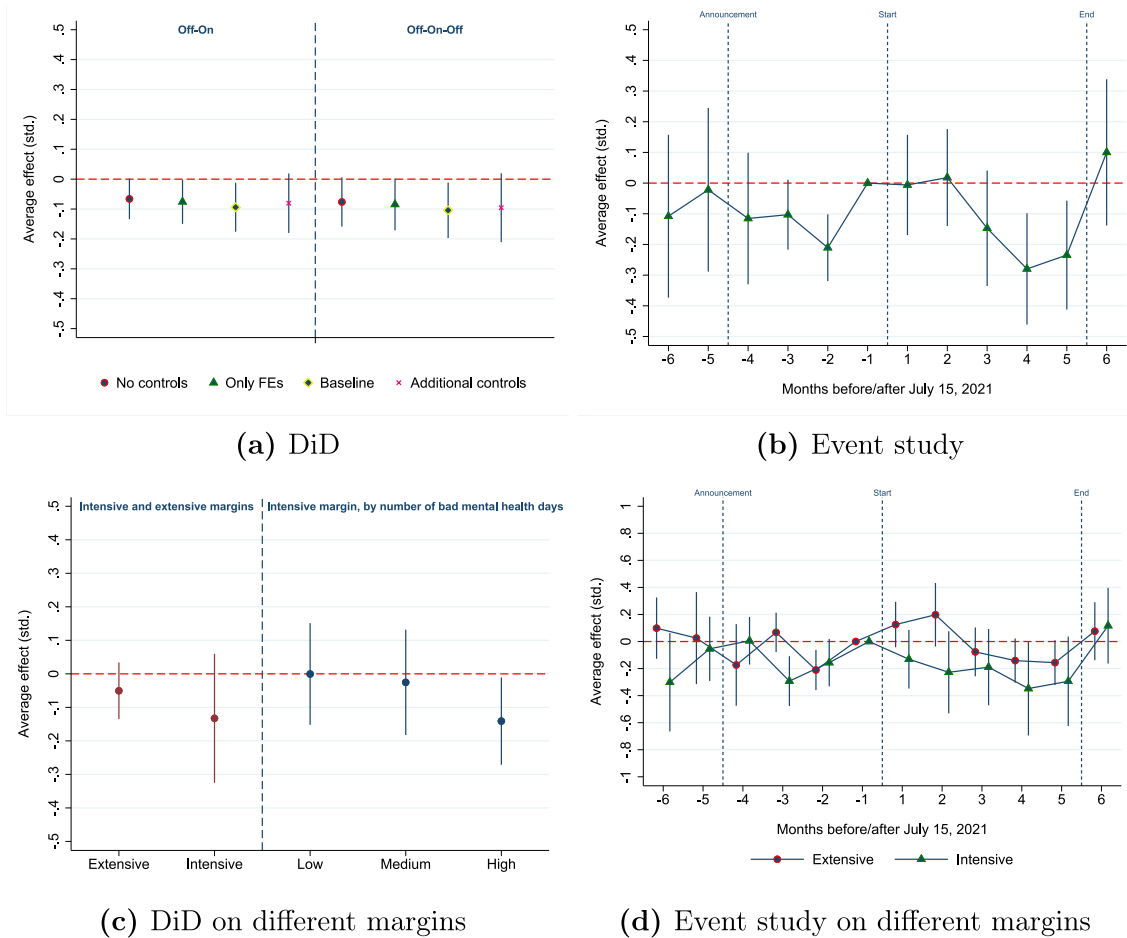 Off-On
Off-On-Off
Average effect (std.)
.5
.4
.3
.2
.1
0
-.1
-.2
-.3
-.4
-.5
No controls
Only FEs
Baseline
Additional controls
(a) DiD
Announcement
Start
End
Average effect (std.)
.5
.4
.3
.2
.1
0
-.1
-.2
-.3
-.4
-.5
-6 -5 -4 -3 -2 -1 1 2 3 4 5 6
Months before/after July 15, 2021
(b) Event study
Intensive and extensive margins
Intensive margin, by number of bad mental health days
Average effect (std.)
.5
.4
.3
.2
.1
0
-.1
-.2
-.3
-.4
-.5
Extensive Intensive Low Medium High
(c) DiD on different margins
Announcement
Start
End
Average effect (std.)
1
.8
.6
.4
.2
0
-.2
-.4
-.6
-.8
-1
-6 -5 -4 -3 -2 -1 1 2 3 4 5 6
Months before/after July 15, 2021
Extensive
Intensive
(d) Event study on different margins